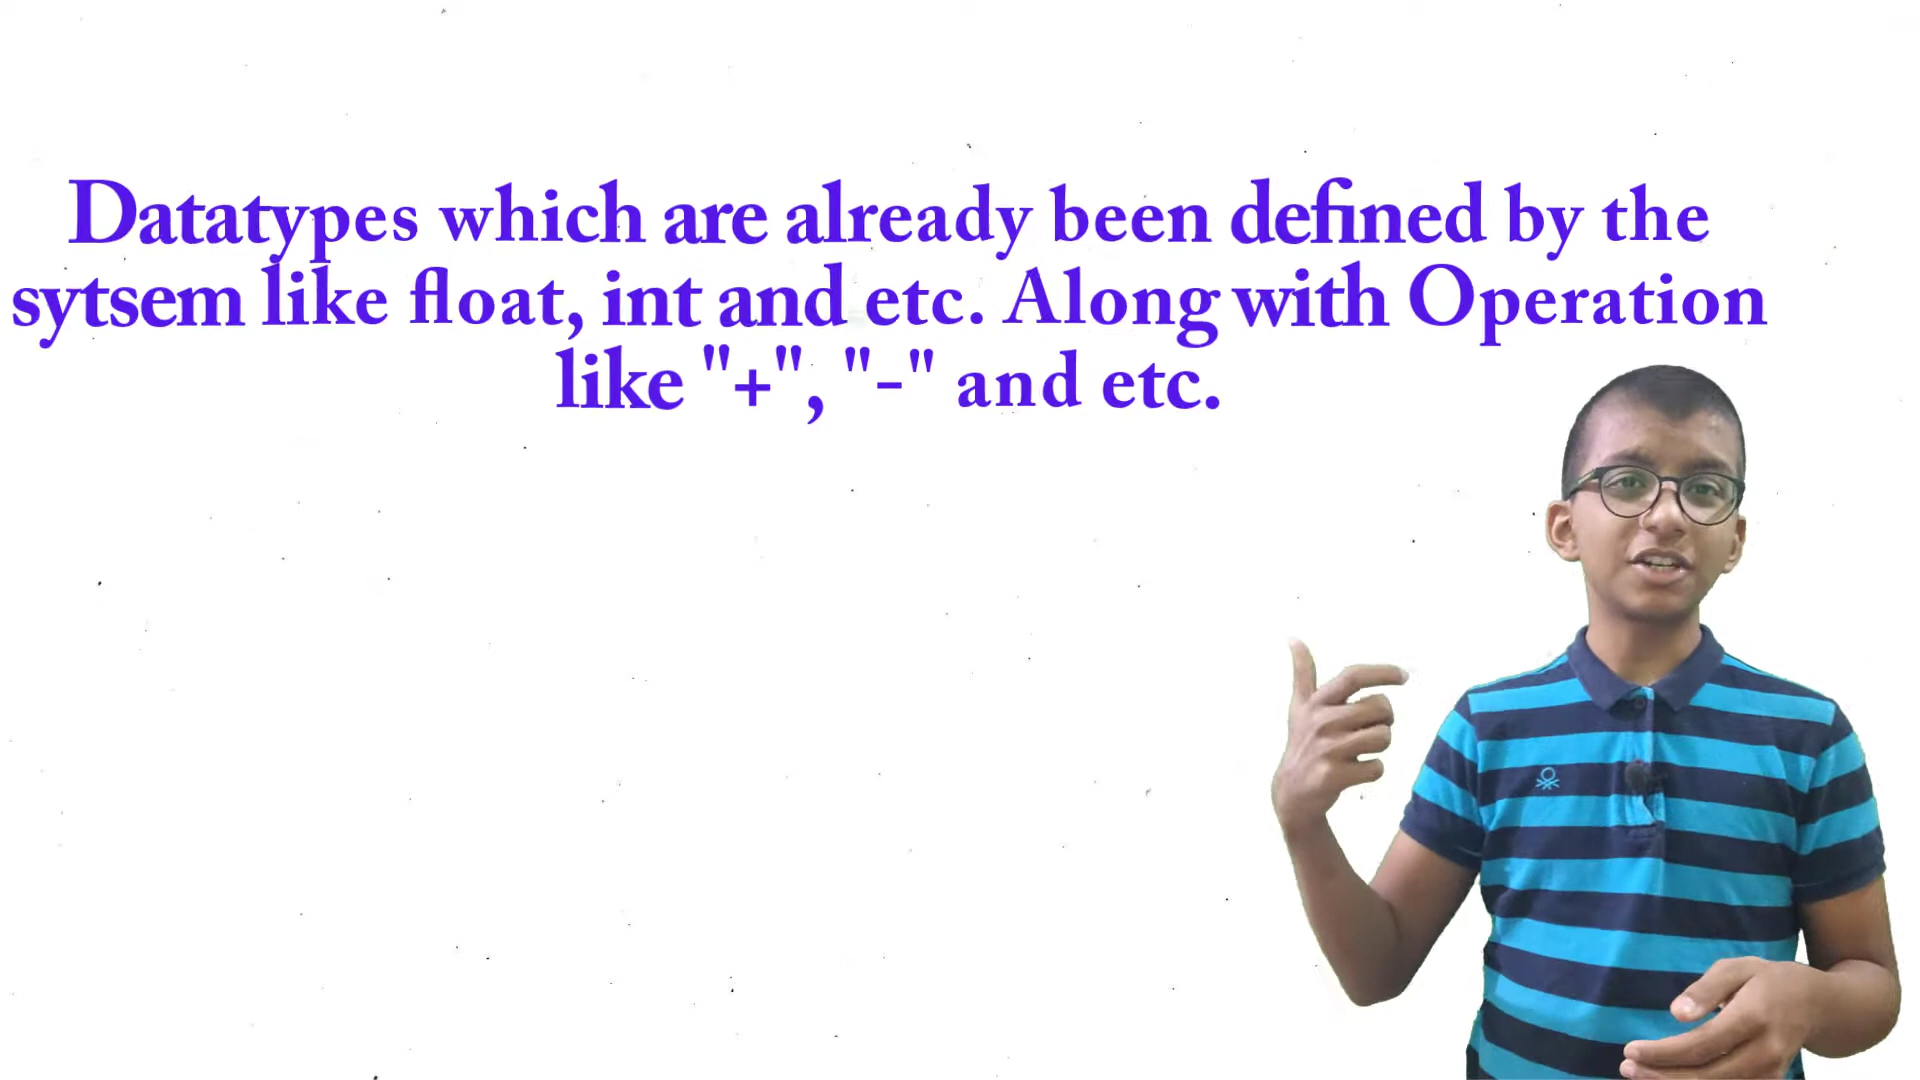 Datatypes which are already been defined by the
sytsem like float, int and etc. Along with Operation
like "+", "-" and etc.